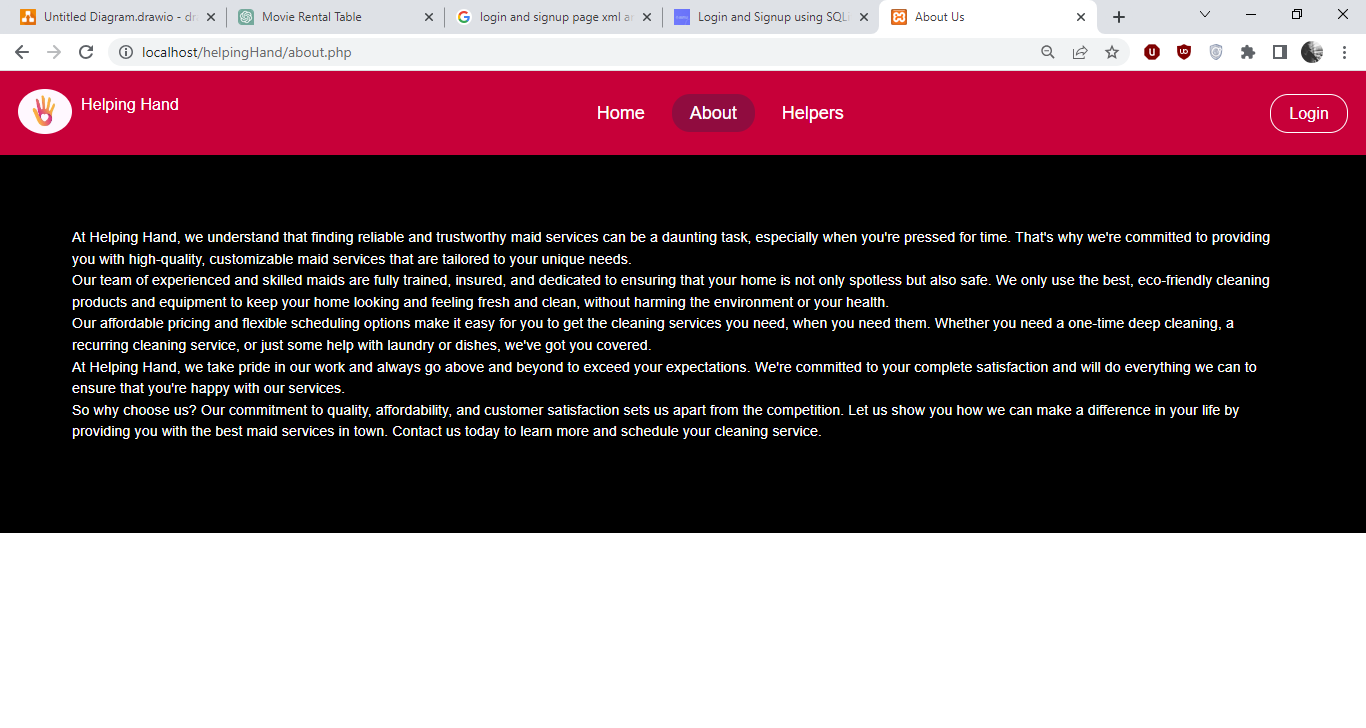 Untitled Diagram.drawio - dr
Movie Rental Table
login and signup page xml an
Login and Signup using SQLi
About Us
localhost/helpingHand/about.php
Helping Hand
Home
About
Helpers
Login
At Helping Hand, we understand that finding reliable and trustworthy maid services can be a daunting task, especially when you're pressed for time. That's why we're committed to providing
you with high-quality, customizable maid services that are tailored to your unique needs.
Our team of experienced and skilled maids are fully trained, insured, and dedicated to ensuring that your home is not only spotless but also safe. We only use the best, eco-friendly cleaning
products and equipment to keep your home looking and feeling fresh and clean, without harming the environment or your health.
Our affordable pricing and flexible scheduling options make it easy for you to get the cleaning services you need, when you need them. Whether you need a one-time deep cleaning, a
recurring cleaning service, or just some help with laundry or dishes, we've got you covered.
At Helping Hand, we take pride in our work and always go above and beyond to exceed your expectations. We're committed to your complete satisfaction and will do everything we can to
ensure that you're happy with our services.
So why choose us? Our commitment to quality, affordability, and customer satisfaction sets us apart from the competition. Let us show you how we can make a difference in your life by
providing you with the best maid services in town. Contact us today to learn more and schedule your cleaning service.